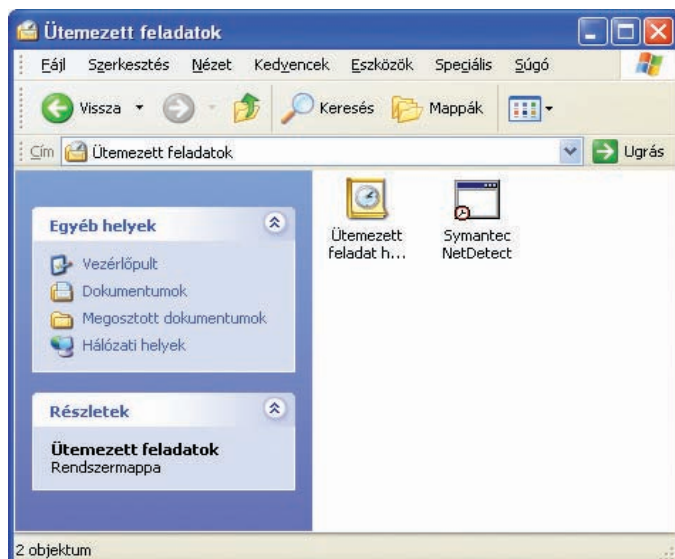 Ütemezett feladatok
Fájl Szerkesztés Nézet Kedvencek Eszközök Speciális Súgó
Vissza Keresés Mappák
Cím Ütemezett feladatok Ugrás
Egyéb helyek
Vezérlőpult
Dokumentumok
Megosztott dokumentumok
Hálózati helyek
Részletek
Ütemezett feladatok
Rendszermappa
Ütemezett
feladat h...
Symantec
NetDetect
2 objektum